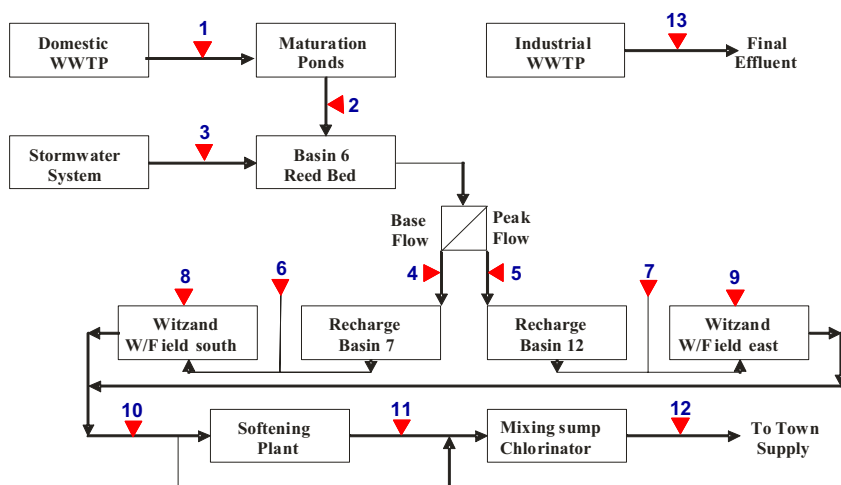 1
13
Domestic
WWTP
Maturation
Ponds
Industrial
WWTP
Final
Effluent
2
3
Stormwater
System
Basin 6
Reed Bed
Base
Flow
Peak
Flow
4
5
6
7
8
9
Witzand
W/Field south
Recharge
Basin 7
Recharge
Basin 12
Witzand
W/Field east
10
11
12
Softening
Plant
Mixing sump
Chlorinator
To Town
Supply